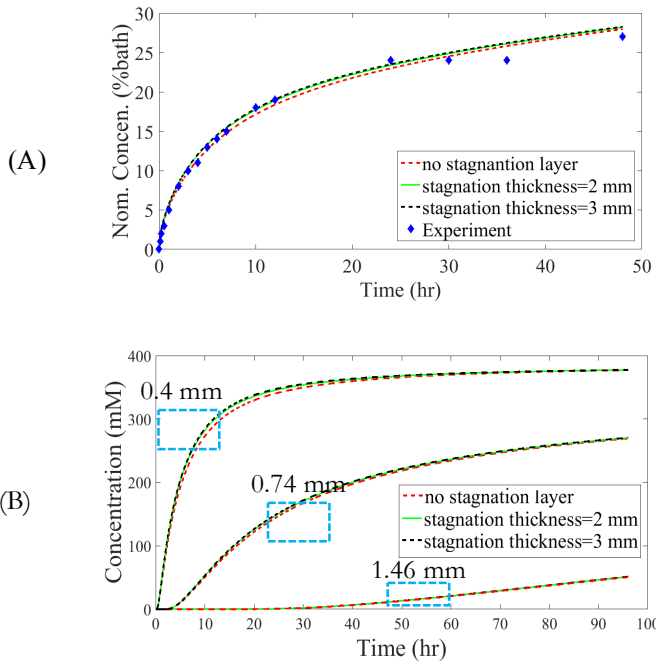 (A)
Nom. Concen. (%bath)
30
25
20
15
10
5
0
no stagnantion layer
stagnation thickness=2 mm
stagnation thickness=3 mm
Experiment
0 10 20 30 40 50
Time (hr)
(B)
Concentration (mM)
400
300
200
100
0
0.4 mm
0.74 mm
1.46 mm
no stagnation layer
stagnation thickness=2 mm
stagnation thickness=3 mm
0 10 20 30 40 50 60 70 80 90 100
Time (hr)